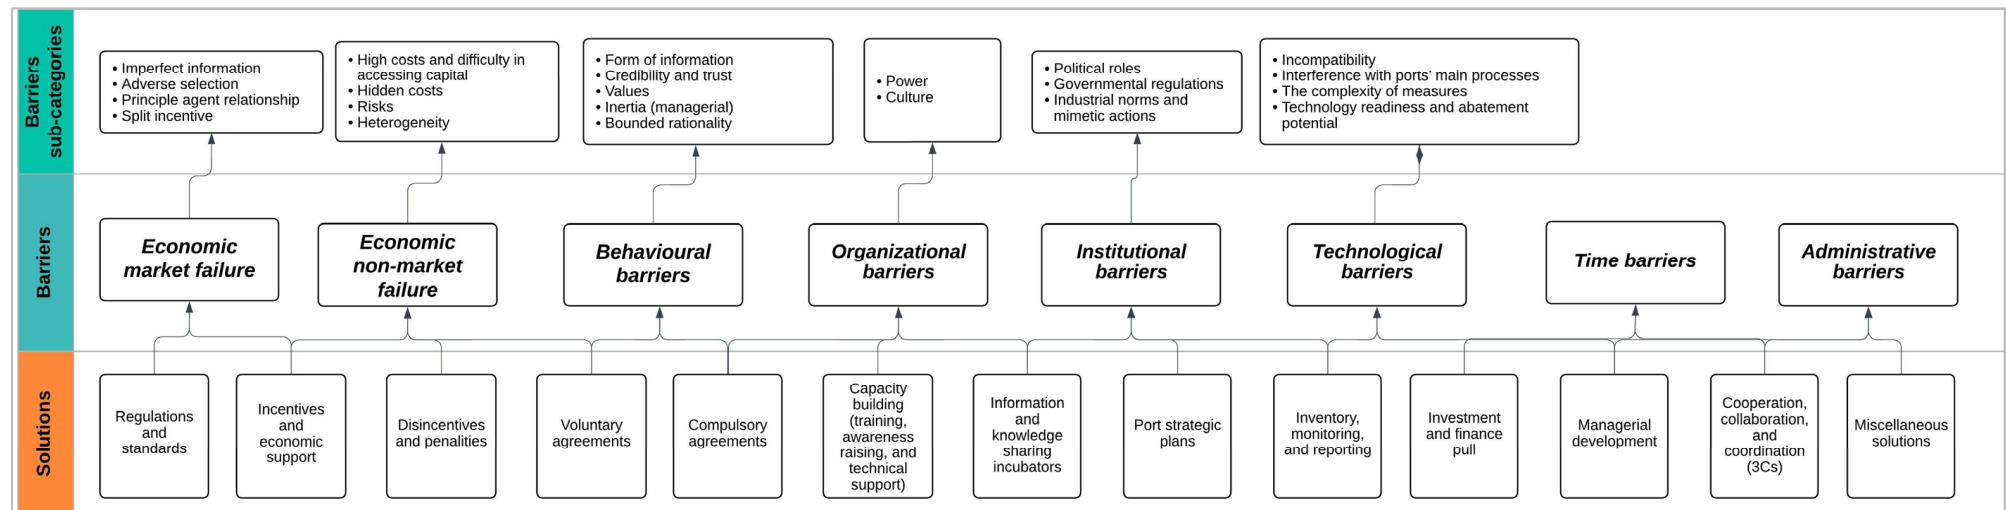 Barriers
sub-categories
• Imperfect information
• Adverse selection
• Principle agent relationship
• Split incentive
• High costs and difficulty in
accessing capital
• Hidden costs
• Risks
• Heterogeneity
• Form of information
• Credibility and trust
• Values
• Inertia (managerial)
• Bounded rationality
• Power
• Culture
• Political roles
• Governmental regulations
• Industrial norms and
mimetic actions
• Incompatibility
• Interference with ports' main processes
• The complexity of measures
• Technology readiness and abatement
potential
Barriers
Economic
market failure
Economic
non-market
failure
Behavioural
barriers
Organizational
barriers
Institutional
barriers
Technological
barriers
Time barriers
Administrative
barriers
Solutions
Regulations
and
standards
Incentives
and
economic
support
Disincentives
and penalities
Voluntary
agreements
Compulsory
agreements
Capacity
building
(training,
awareness
raising, and
technical
support)
Information
and
knowledge
sharing
incubators
Port strategic
plans
Inventory,
monitoring,
and reporting
Investment
and finance
pull
Managerial
development
Cooperation,
collaboration,
and
coordination
(3Cs)
Miscellaneous
solutions